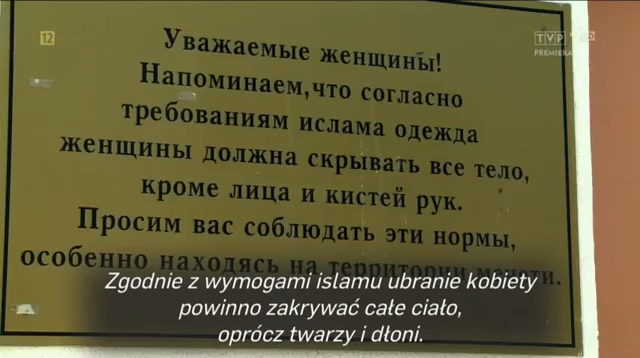 12
TVP
PREMIERA
Уважаемые женщины!
Напоминаем,что согласно
требованиям ислама одежда
женщины должна скрывать все тело,
кроме лица и кистей рук.
Просим вас соблюдать эти нормы,
особенно находясь на территории мечети.
Zgodnie z wymogami islamu ubranie kobiety
powinno zakrywać całe ciało,
oprócz twarzy i dłoni.